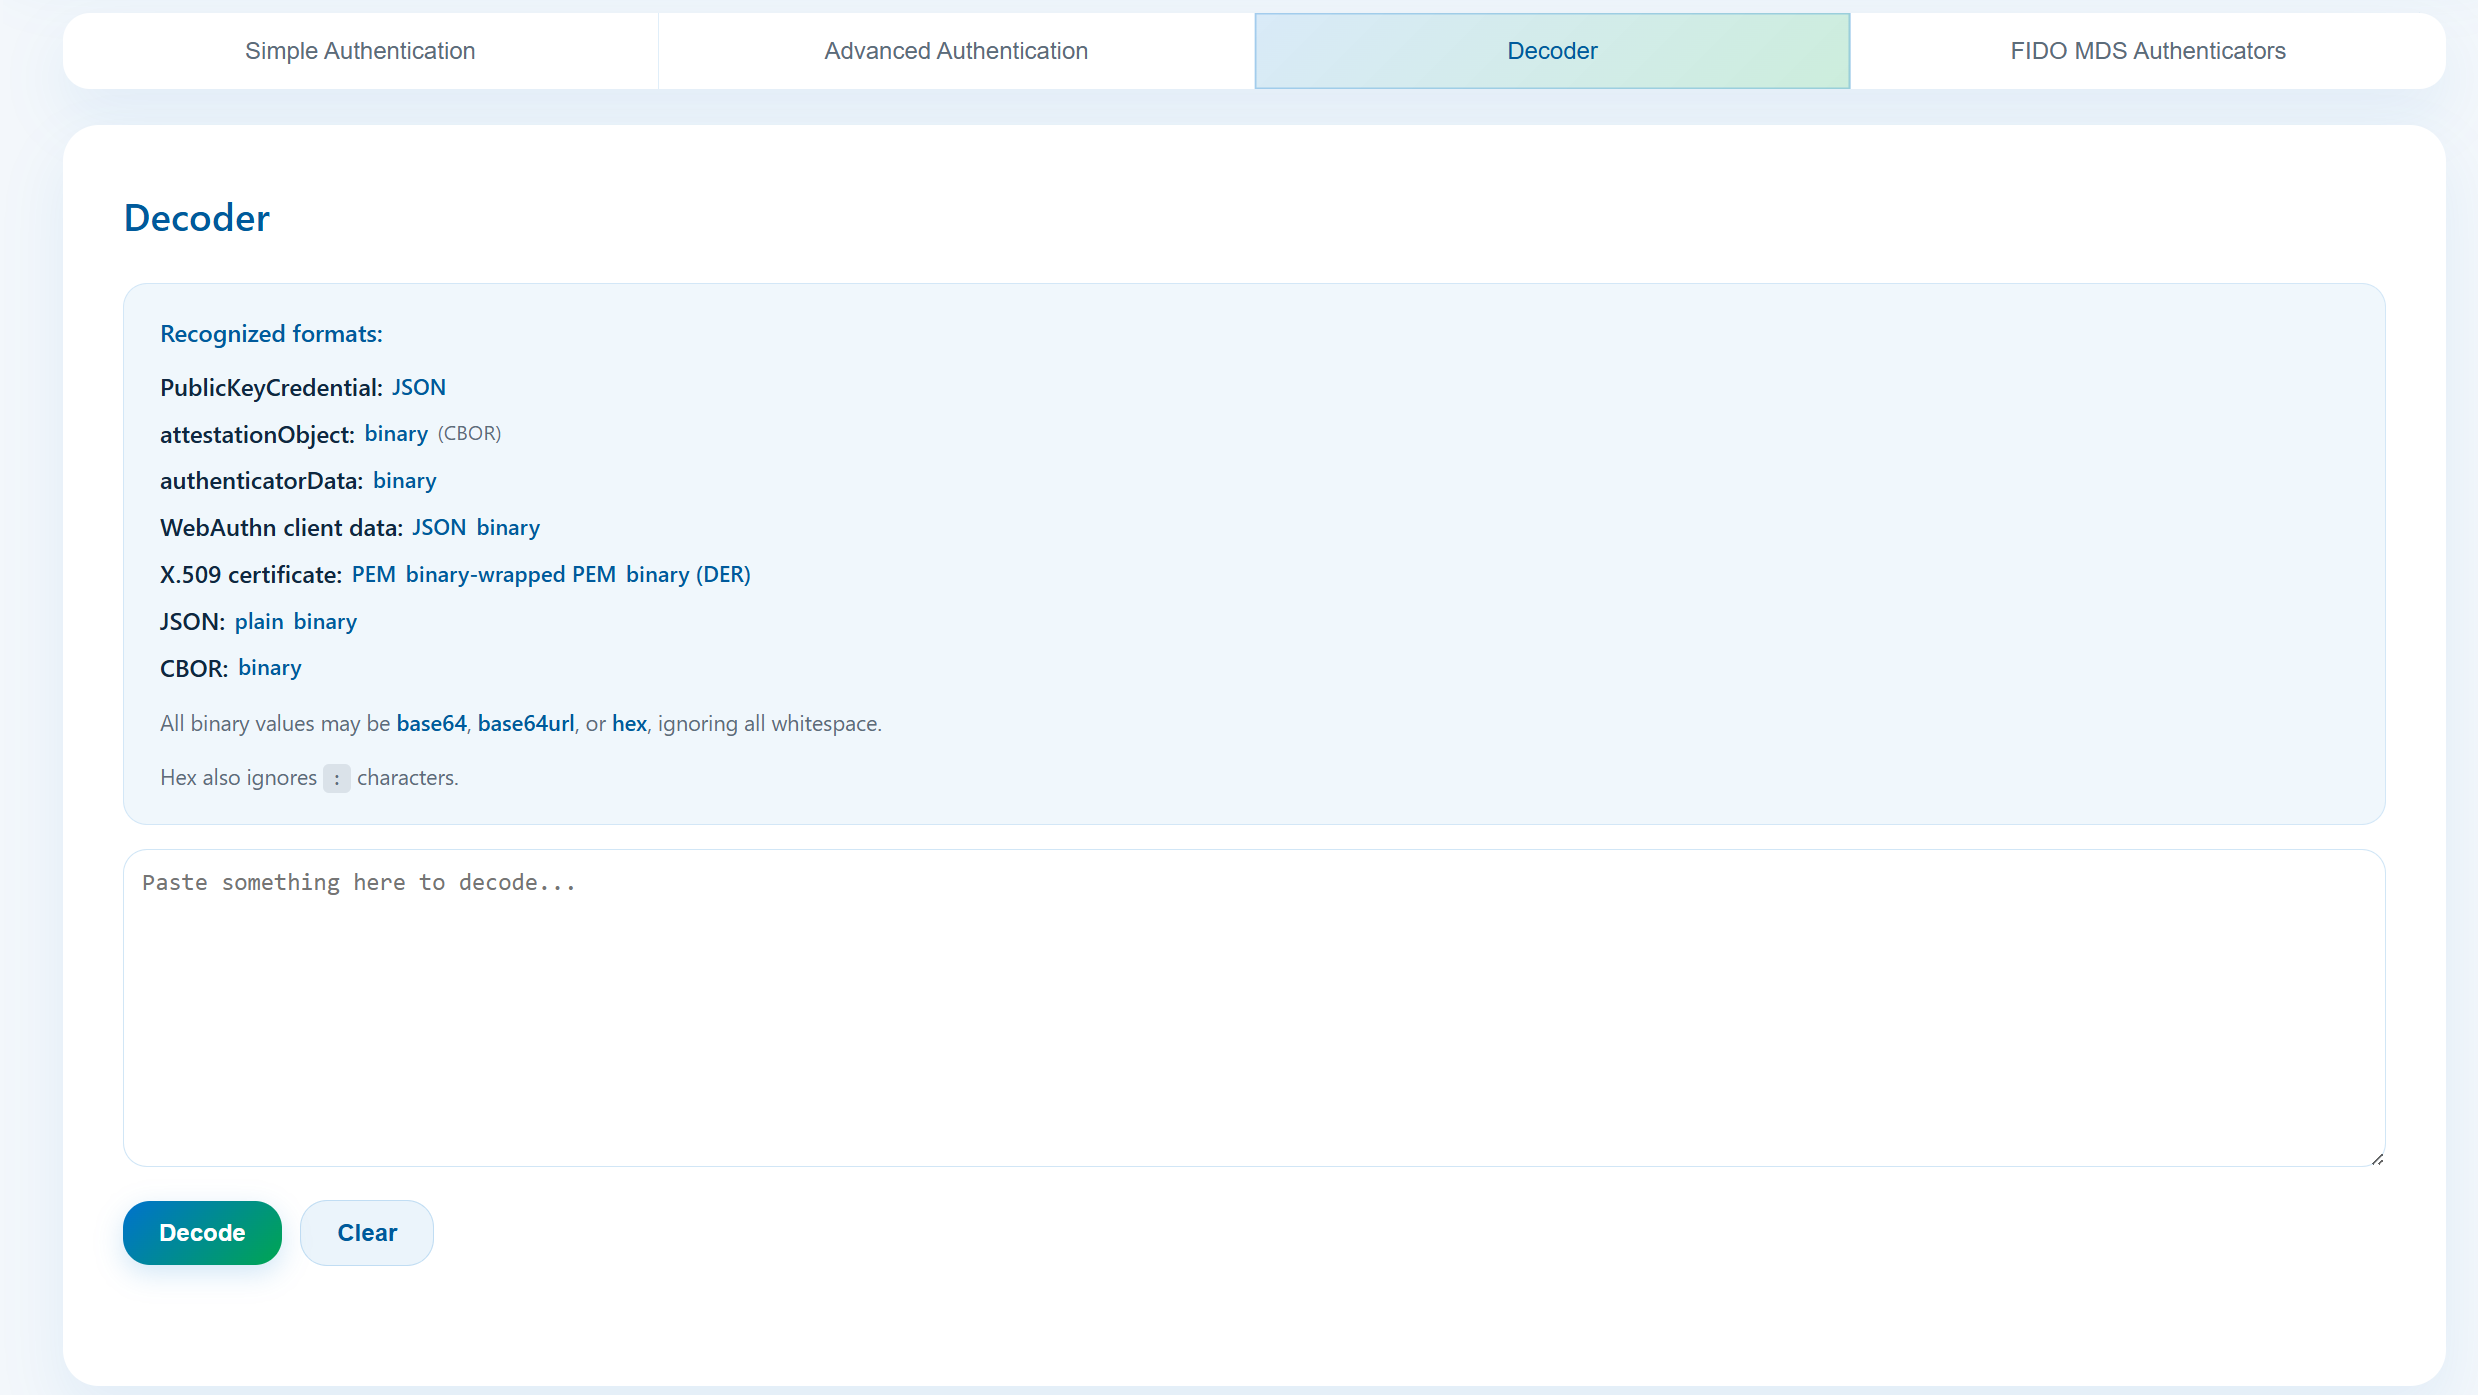 Simple Authentication
Advanced Authentication
Decoder
FIDO MDS Authenticators
Decoder
Recognized formats:
PublicKeyCredential: JSON
attestationObject: binary (CBOR)
authenticatorData: binary
WebAuthn client data: JSON binary
X.509 certificate: PEM binary-wrapped PEM binary (DER)
JSON: plain binary
CBOR: binary
All binary values may be base64, base64url, or hex, ignoring all whitespace.
Hex also ignores : characters.
Paste something here to decode...
Decode
Clear